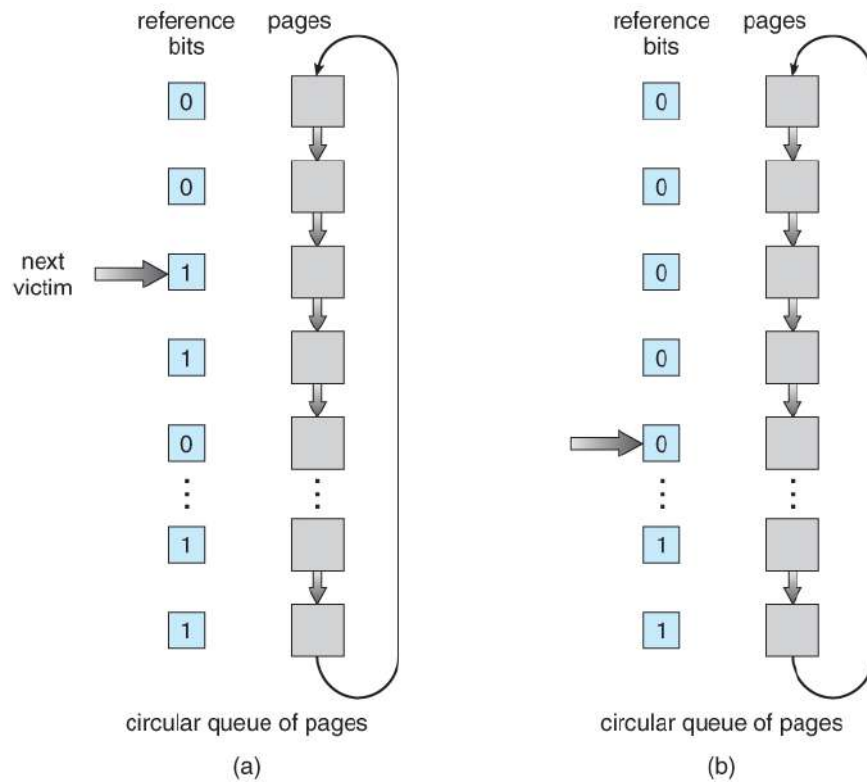 reference bits
pages
0
0
next victim
1
1
0
1
1
circular queue of pages
(a)
reference bits
pages
0
0
0
0
0
1
1
circular queue of pages
(b)